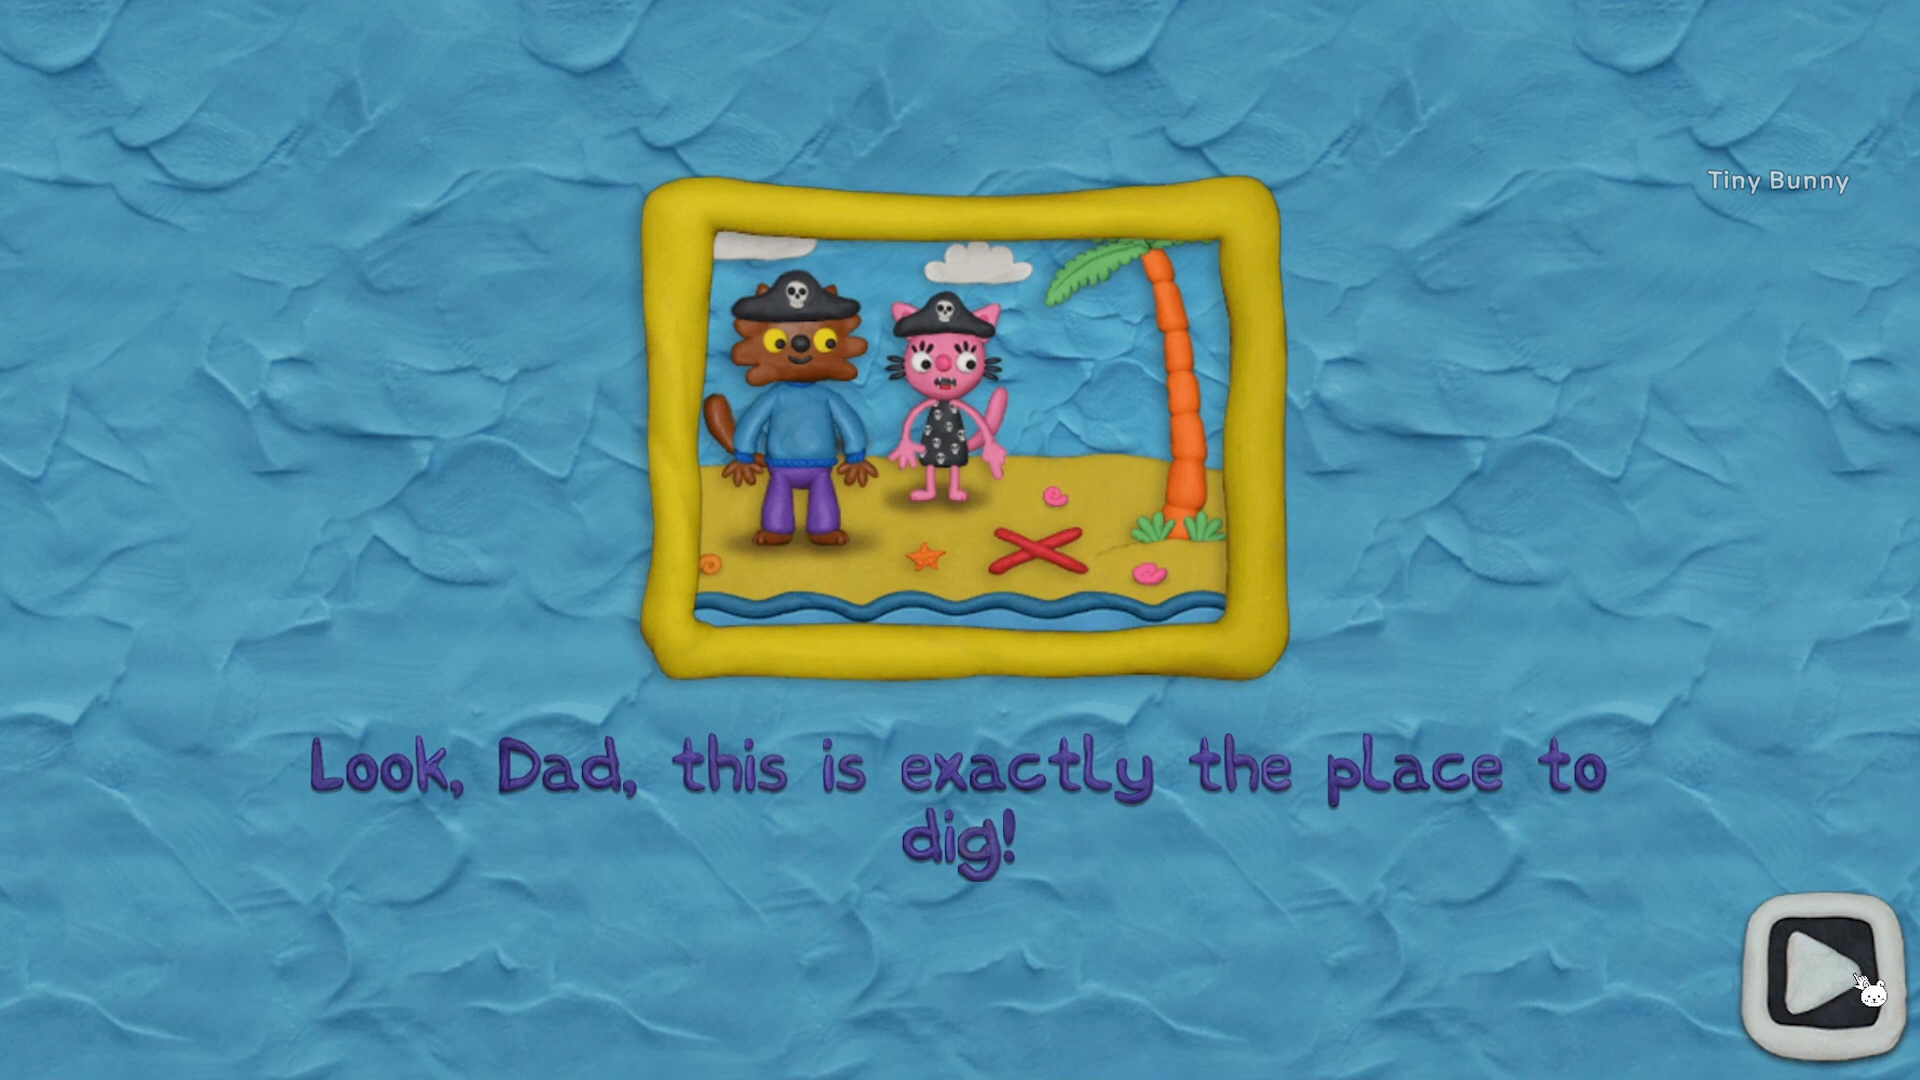 Tiny Bunny
Look, Dad, this is exactly the place to
dig!